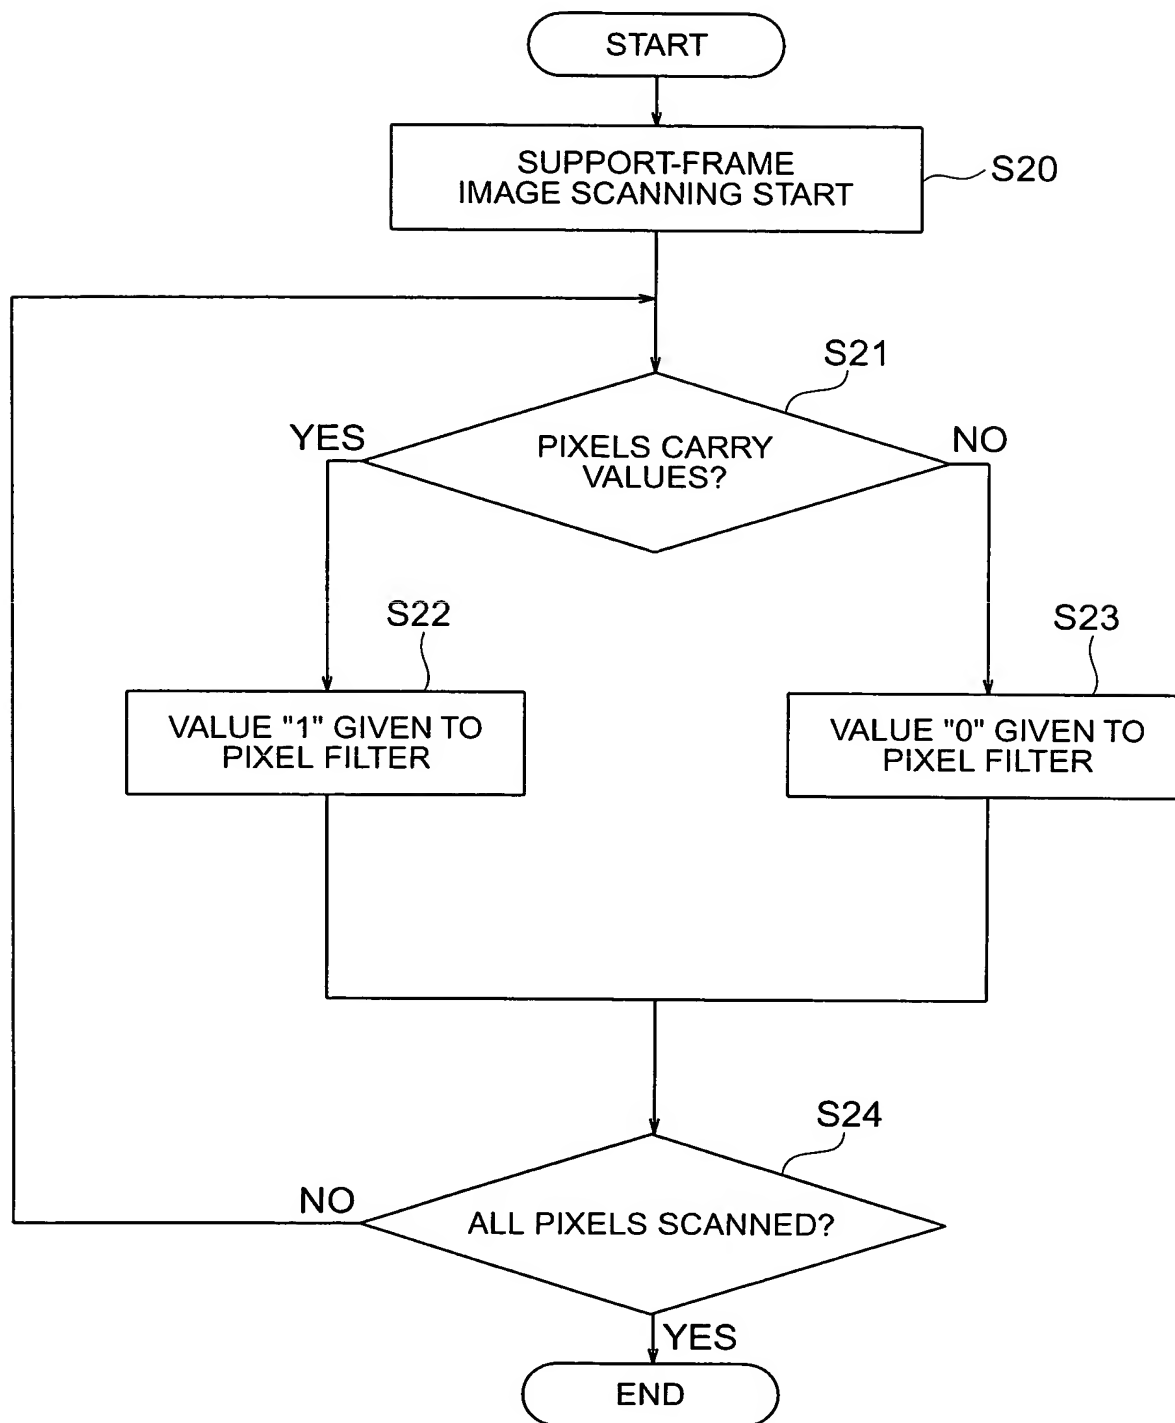 START
SUPPORT-FRAME
IMAGE SCANNING START
S20
S21
YES
NO
PIXELS CARRY
VALUES?
S22
S23
VALUE "1" GIVEN TO
PIXEL FILTER
VALUE "0" GIVEN TO
PIXEL FILTER
S24
NO
ALL PIXELS SCANNED?
YES
END